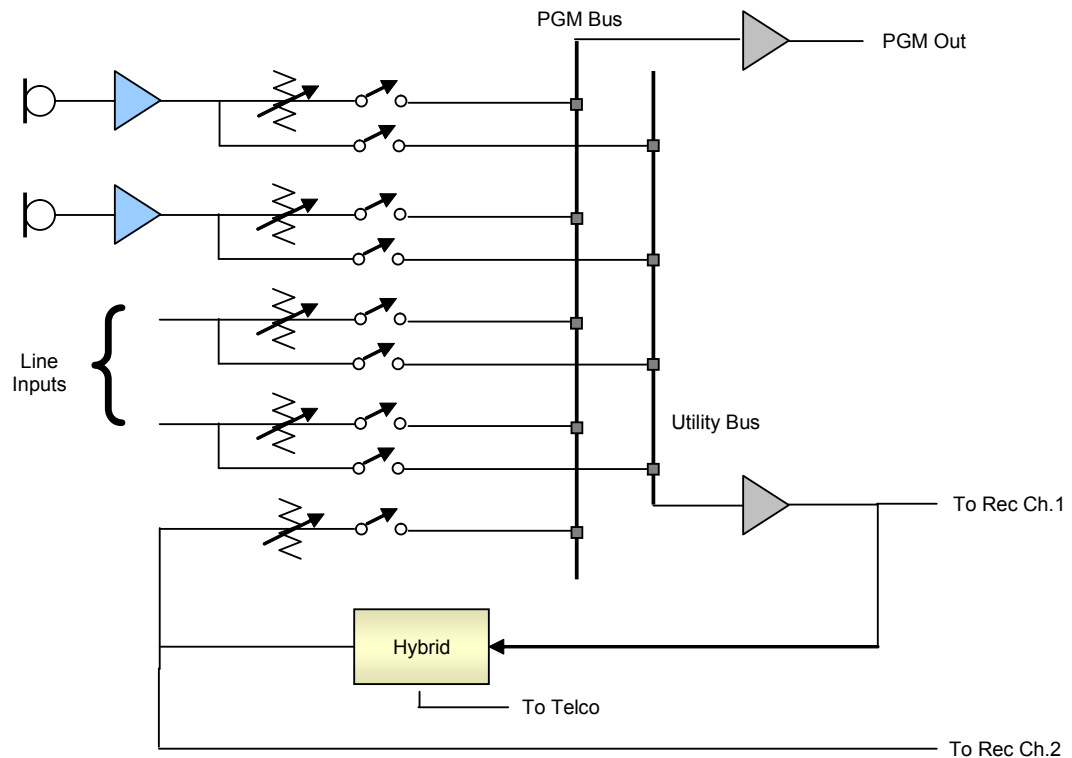 PGM Bus
PGM Out
Line
Inputs
Utility Bus
To Rec Ch.1
Hybrid
To Telco
To Rec Ch.2